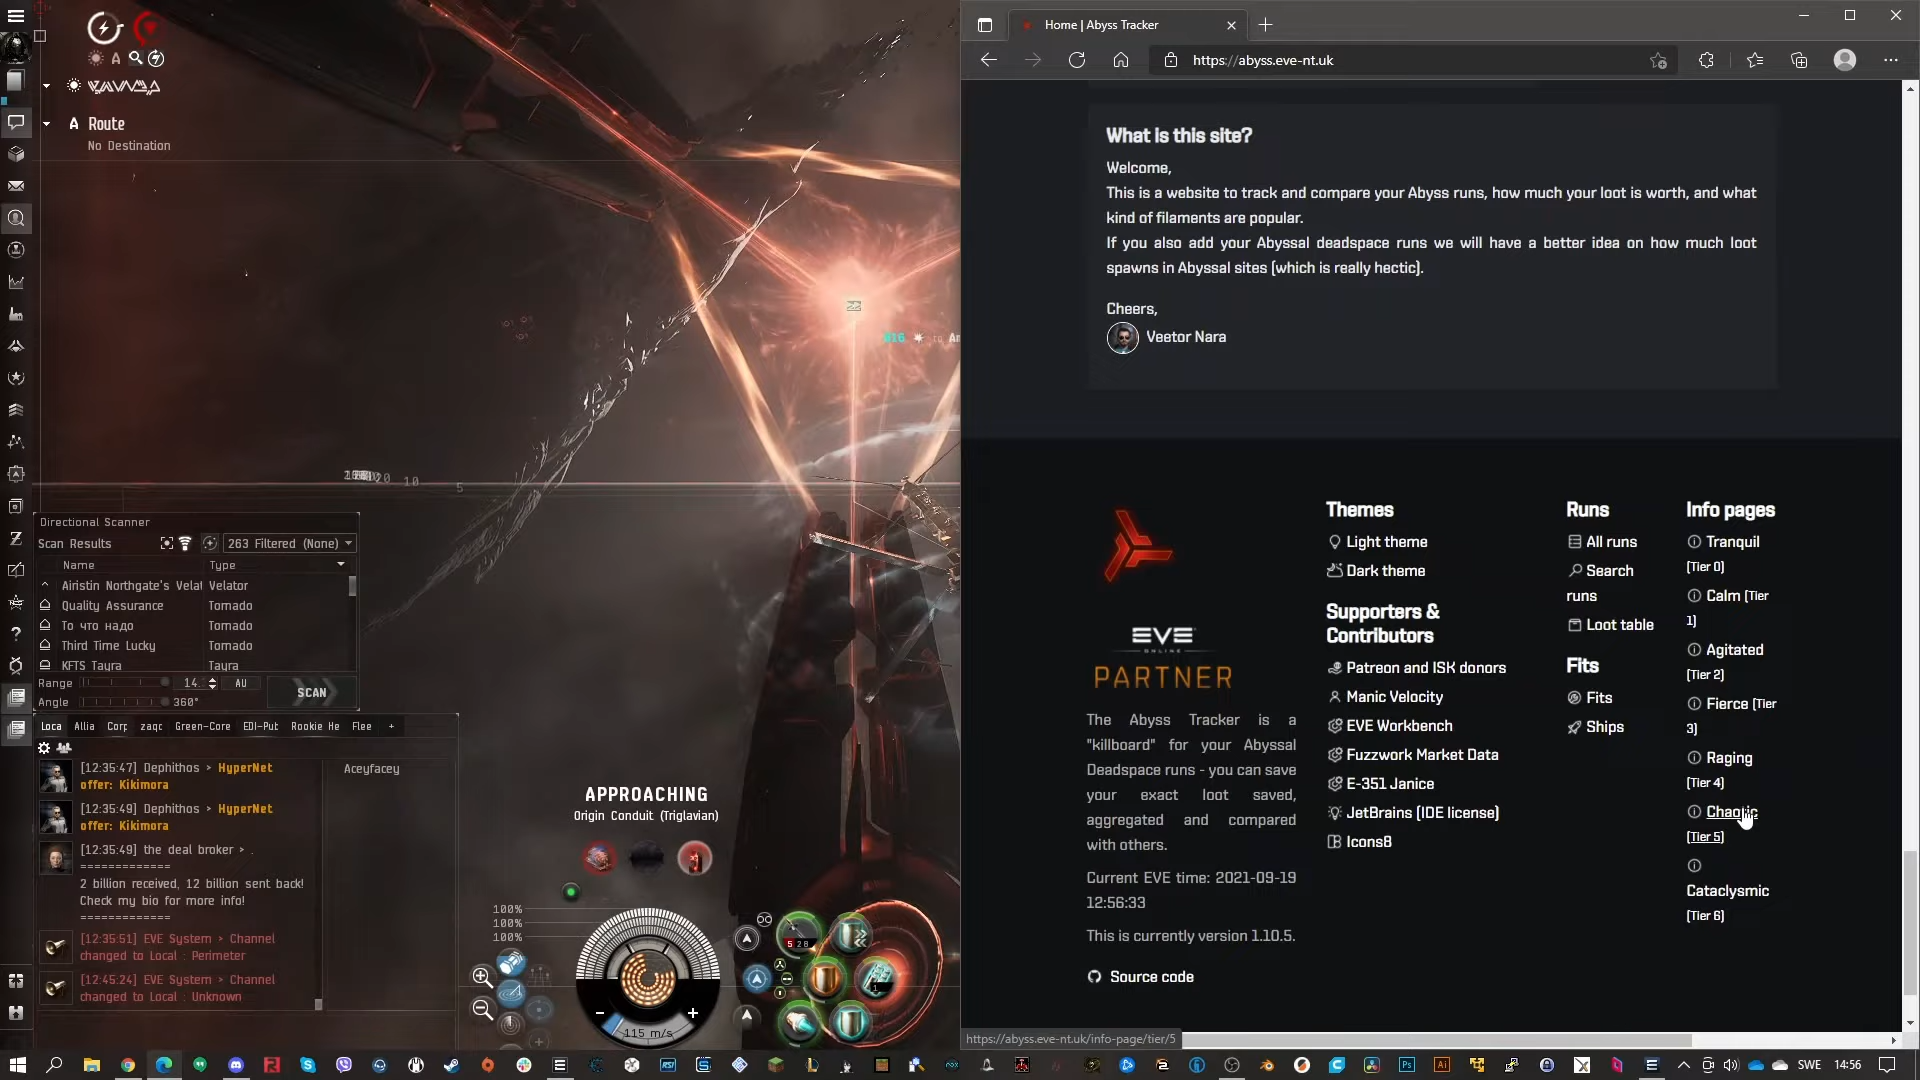 Route
No Destination
20 10 5
Directional Scanner
Scan Results
263 Filtered (None)
Name Type
Airistin Northgate's Velat Velator
Quality Assurance Tornado
То что надо Tornado
Third Time Lucky Tornado
KFTS Tayra Tayra
Range 14. AU
SCAN
Angle 360°
Loca Allia Corp zaqq Green-Core EDI-Put Rookie He Flee +
[12:35:47] Dephithos > HyperNet
offer: Kikimora
[12:35:49] Dephithos > HyperNet
offer: Kikimora
[12:35:49] the deal broker > .
=============
2 billion received, 12 billion sent back!
Check my bio for more info!
=============
[12:35:51] EVE System > Channel
changed to Local : Perimeter
[12:45:24] EVE System > Channel
changed to Local : Unknown
Aceyfacey
APPROACHING
Origin Conduit (Triglavian)
100%
100%
100%
528
1
115 m/s
Home | Abyss Tracker
https://abyss.eve-nt.uk
What is this site?
Welcome,
This is a website to track and compare your Abyss runs, how much your loot is worth, and what
kind of filaments are popular.
If you also add your Abyssal deadspace runs we will have a better idea on how much loot
spawns in Abyssal sites (which is really hectic).
Cheers,
Veetor Nara
EVE
ONLINE
PARTNER
The Abyss Tracker is a
"killboard" for your Abyssal
Deadspace runs - you can save
your exact loot saved,
aggregated and compared
with others.
Current EVE time: 2021-09-19
12:56:33
This is currently version 1.10.5.
Source code
Themes
Light theme
Dark theme
Supporters &
Contributors
Patreon and ISK donors
Manic Velocity
EVE Workbench
Fuzzwork Market Data
E-351 Janice
JetBrains (IDE license)
Icons8
Runs
All runs
Search
runs
Loot table
Fits
Fits
Ships
Info pages
Tranquil
(Tier 0)
Calm (Tier
1)
Agitated
(Tier 2)
Fierce (Tier
3)
Raging
(Tier 4)
Chaotic
(Tier 5)
Cataclysmic
(Tier 6)
https://abyss.eve-nt.uk/info-page/tier/5
SWE 14:56